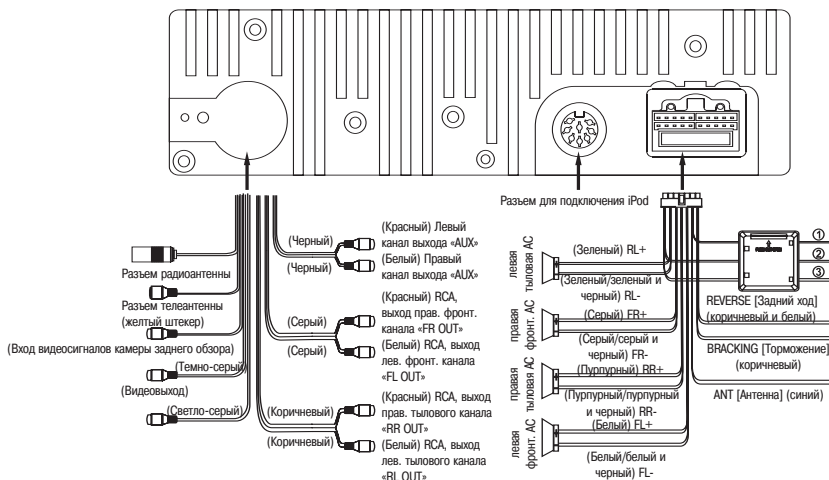 Разъем для подключения iPod
Разъем радиоантенны
Разъем телеантенны
(желтый штекер)
(Вход видеосигналов камеры заднего обзора)
(Темно-серый)
(Видеовыход)
(Светло-серый)
(Черный)
(Черный)
(Красный) Левый
канал выхода «AUX»
(Белый) Правый
канал выхода «AUX»
(Серый)
(Серый)
(Красный) RCA,
выход прав. фронт.
канала «FR OUT»
(Белый) RCA, выход
лев. фронт. канала
«FL OUT»
(Коричневый)
(Коричневый)
(Красный) RCA, выход
прав. тылового канала
«RR OUT»
(Белый) RCA, выход
лев. тылового канала
«RL OUT»
левая
тыловая АС
(Зеленый) RL+
(Зеленый/зеленый и
черный) RL-
правая
фронт. АС
(Серый) FR+
(Серый/серый и
черный) FR-
правая
тыловая АС
(Пурпурный) RR+
(Пурпурный/пурпурный
и черный) RR-
левая
фронт. АС
(Белый) FL+
(Белый/белый и
черный) FL-
1
2
3
REVERSE [Задний ход]
(коричневый и белый)
BRACKING [Торможение]
(коричневый)
ANT [Антенна] (синий)